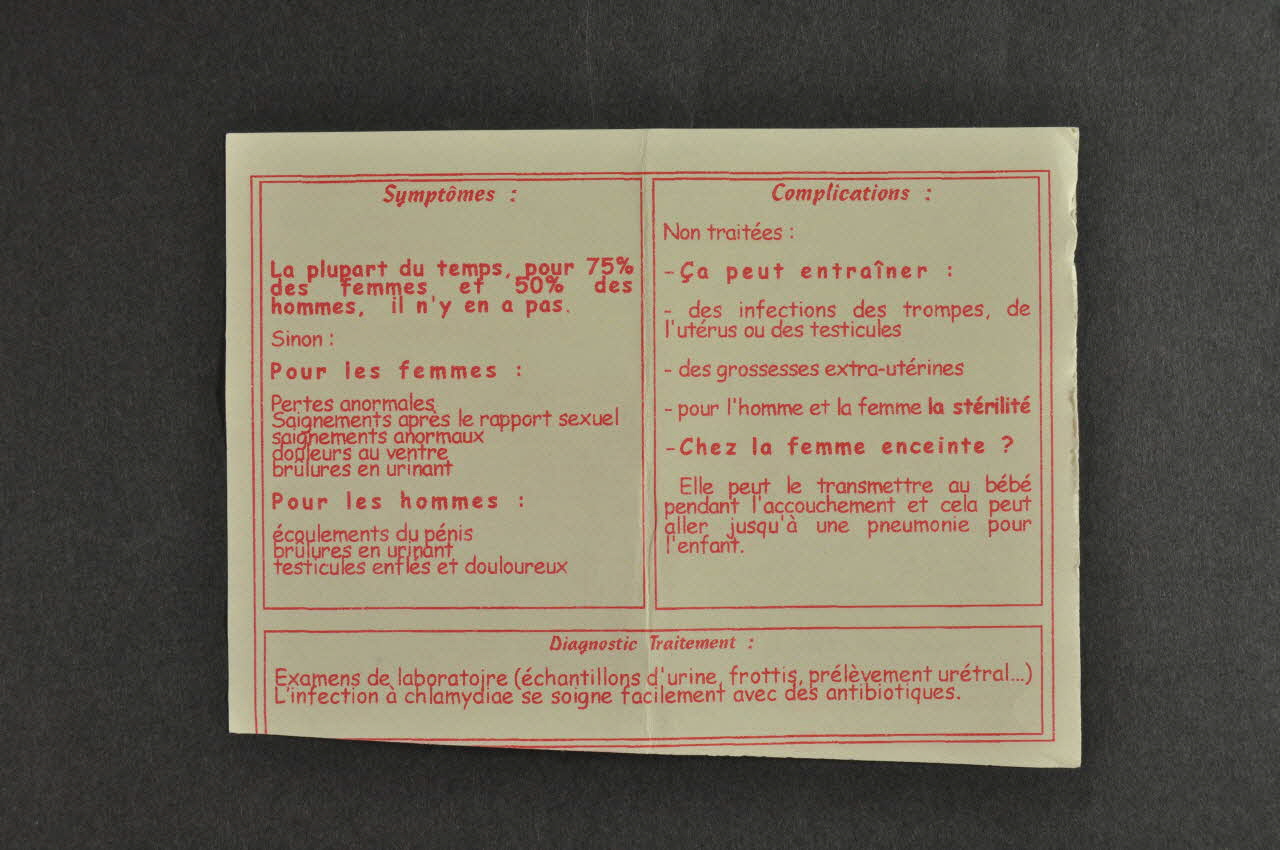 Symptômes :
La plupart du temps, pour 75%
des femmes et 50% des
hommes, il n'y en a pas.
Sinon :
Pour les femmes :
Pertes anormales
Saignements après le rapport sexuel
saignements anormaux
douleurs au ventre
brûlures en urinant
Pour les hommes :
écoulements du pénis
brûlures en urinant
testicules enflés et douloureux
Complications :
Non traitées :
-Ça peut entraîner :
- des infections des trompes, de
l'utérus ou des testicules
- des grossesses extra-utérines
- pour l'homme et la femme la stérilité
-Chez la femme enceinte ?
Elle peut le transmettre au bébé
pendant l'accouchement et cela peut
aller jusqu'à une pneumonie pour
l'enfant.
Diagnostic Traitement :
Examens de laboratoire (échantillons d'urine, frottis, prélèvement urétral...)
L'infection à chlamydiae se soigne facilement avec des antibiotiques.